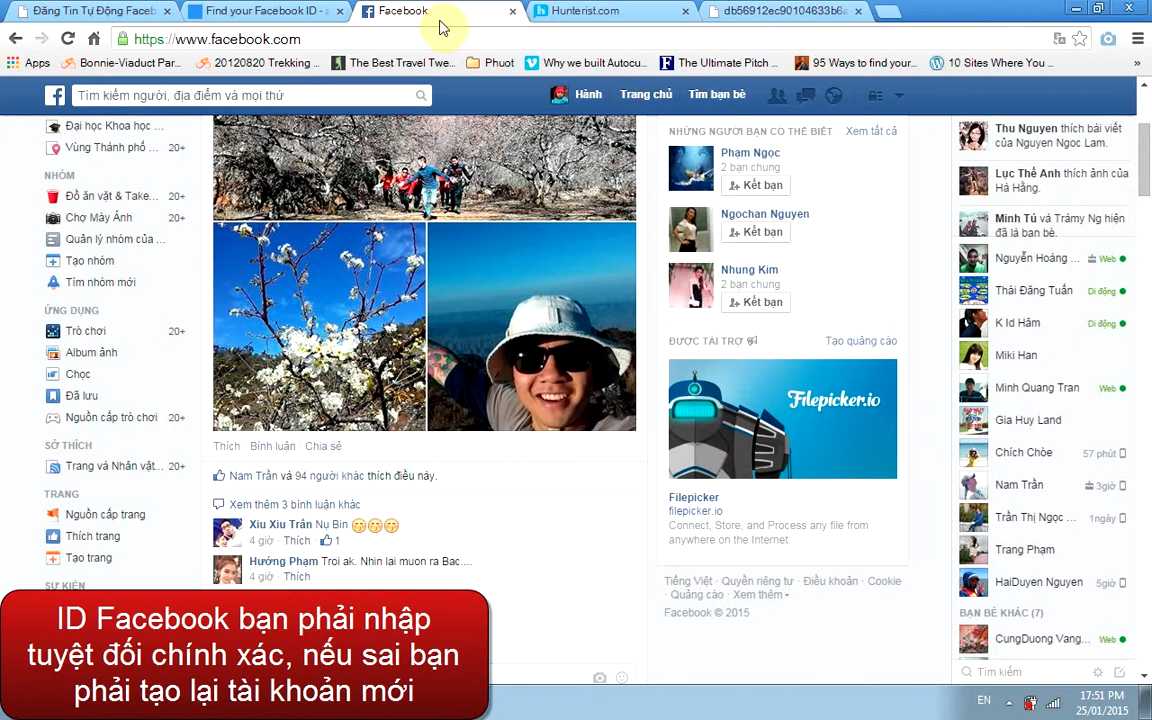 Đăng Tin Tự Động Faceb
Find your Facebook ID - a
Facebook
Hunterist.com
db56912ec90104633b6a
https://www.facebook.com
Apps
Bonnie-Viaduct Par...
20120820 Trekking ...
The Best Travel Twe...
Phuot
Why we built Autocu...
The Ultimate Pitch ...
95 Ways to find your...
10 Sites Where You ...
»
f
Tìm kiếm người, địa điểm và mọi thứ
Hành
Trang chủ
Tìm bạn bè
Đại học Khoa học ...
Vùng Thành phố ...
20+
NHÓM
Đồ ăn vặt & Take...
20+
Chợ Máy Ảnh
20+
Quản lý nhóm của ...
Tạo nhóm
Tìm nhóm mới
ỨNG DỤNG
Trò chơi
20+
Album ảnh
Chọc
Đã lưu
Nguồn cấp trò chơi
20+
SỞ THÍCH
Trang và Nhân vật...
20+
TRANG
Nguồn cấp trang
Thích trang
Tạo trang
SỰ KIỆN
Thích · Bình luận · Chia sẻ
Nam Trần và 94 người khác thích điều này.
Xem thêm 3 bình luận khác
Xiu Xiu Trần Nụ Bin
4 giờ · Thích · 1
Hướng Phạm Troi ak. Nhin lai muon ra Bac....
4 giờ · Thích
NHỮNG NGƯỜI BẠN CÓ THỂ BIẾT
Xem tất cả
Phạm Ngọc
2 bạn chung
Kết bạn
Ngochan Nguyen
Kết bạn
Nhung Kim
2 bạn chung
Kết bạn
ĐƯỢC TÀI TRỢ
Tạo quảng cáo
Filepicker.io
Filepicker
filepicker.io
Connect, Store, and Process any file from
anywhere on the Internet.
Tiếng Việt · Quyền riêng tư · Điều khoản · Cookie
· Quảng cáo · Xem thêm
Facebook © 2015
Thu Nguyen thích bài viết
của Nguyen Ngoc Lam.
Lục Thế Anh thích ảnh của
Hà Hằng.
Minh Tú và Trámy Ng hiện
đã là bạn bè.
Nguyễn Hoàng ...
Web
Thái Đăng Tuấn
Di động
K Id Hâm
Di động
Miki Han
Minh Quang Tran
Web
Gia Huy Land
Chích Chòe
57 phút
Nam Trần
3giờ
Trần Thị Ngọc ...
1ngày
Trang Phạm
HaiDuyen Nguyen
5giờ
BẠN BÈ KHÁC (7)
CungDuong Vang...
Web
Tìm kiếm
ID Facebook bạn phải nhập
tuyệt đối chính xác, nếu sai bạn
phải tạo lại tài khoản mới
EN
17:51 PM
25/01/2015